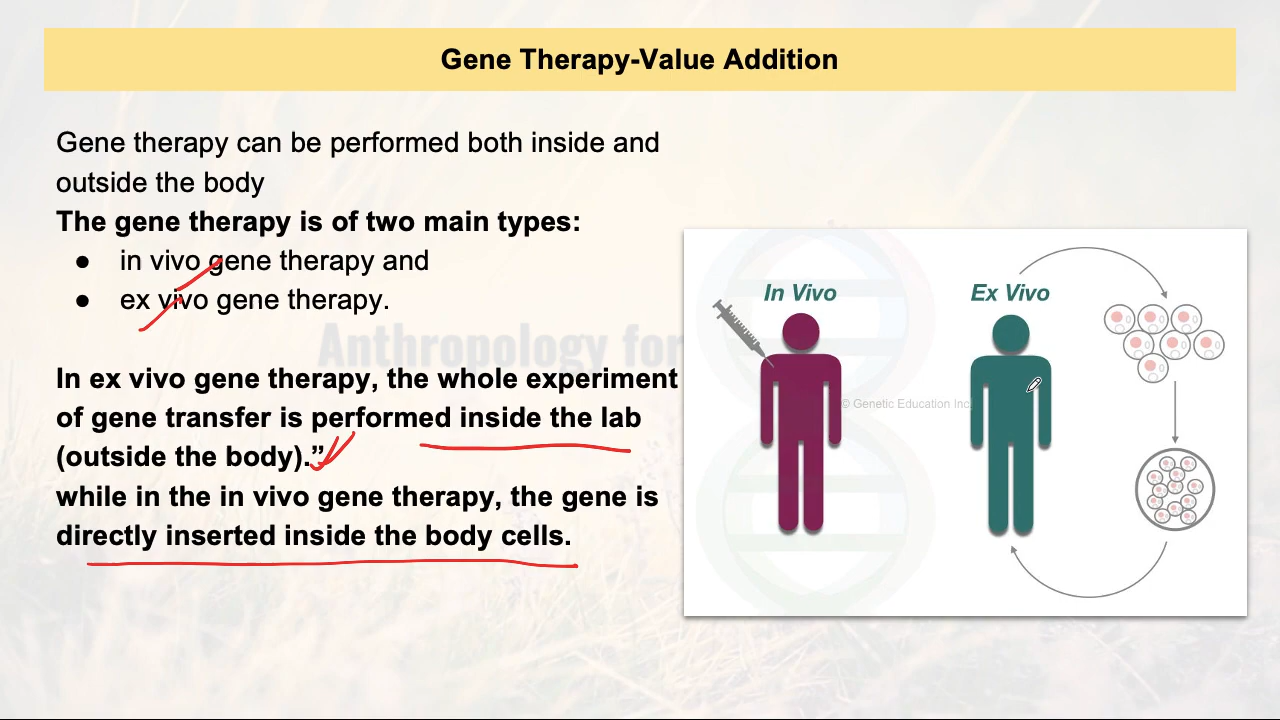 Gene Therapy-Value Addition
Gene therapy can be performed both inside and
outside the body
The gene therapy is of two main types:
● in vivo gene therapy and
● ex vivo gene therapy.
In ex vivo gene therapy, the whole experiment
of gene transfer is performed inside the lab
(outside the body).”
while in the in vivo gene therapy, the gene is
directly inserted inside the body cells.
Anthropology for
In Vivo
Ex Vivo
© Genetic Education Inc.